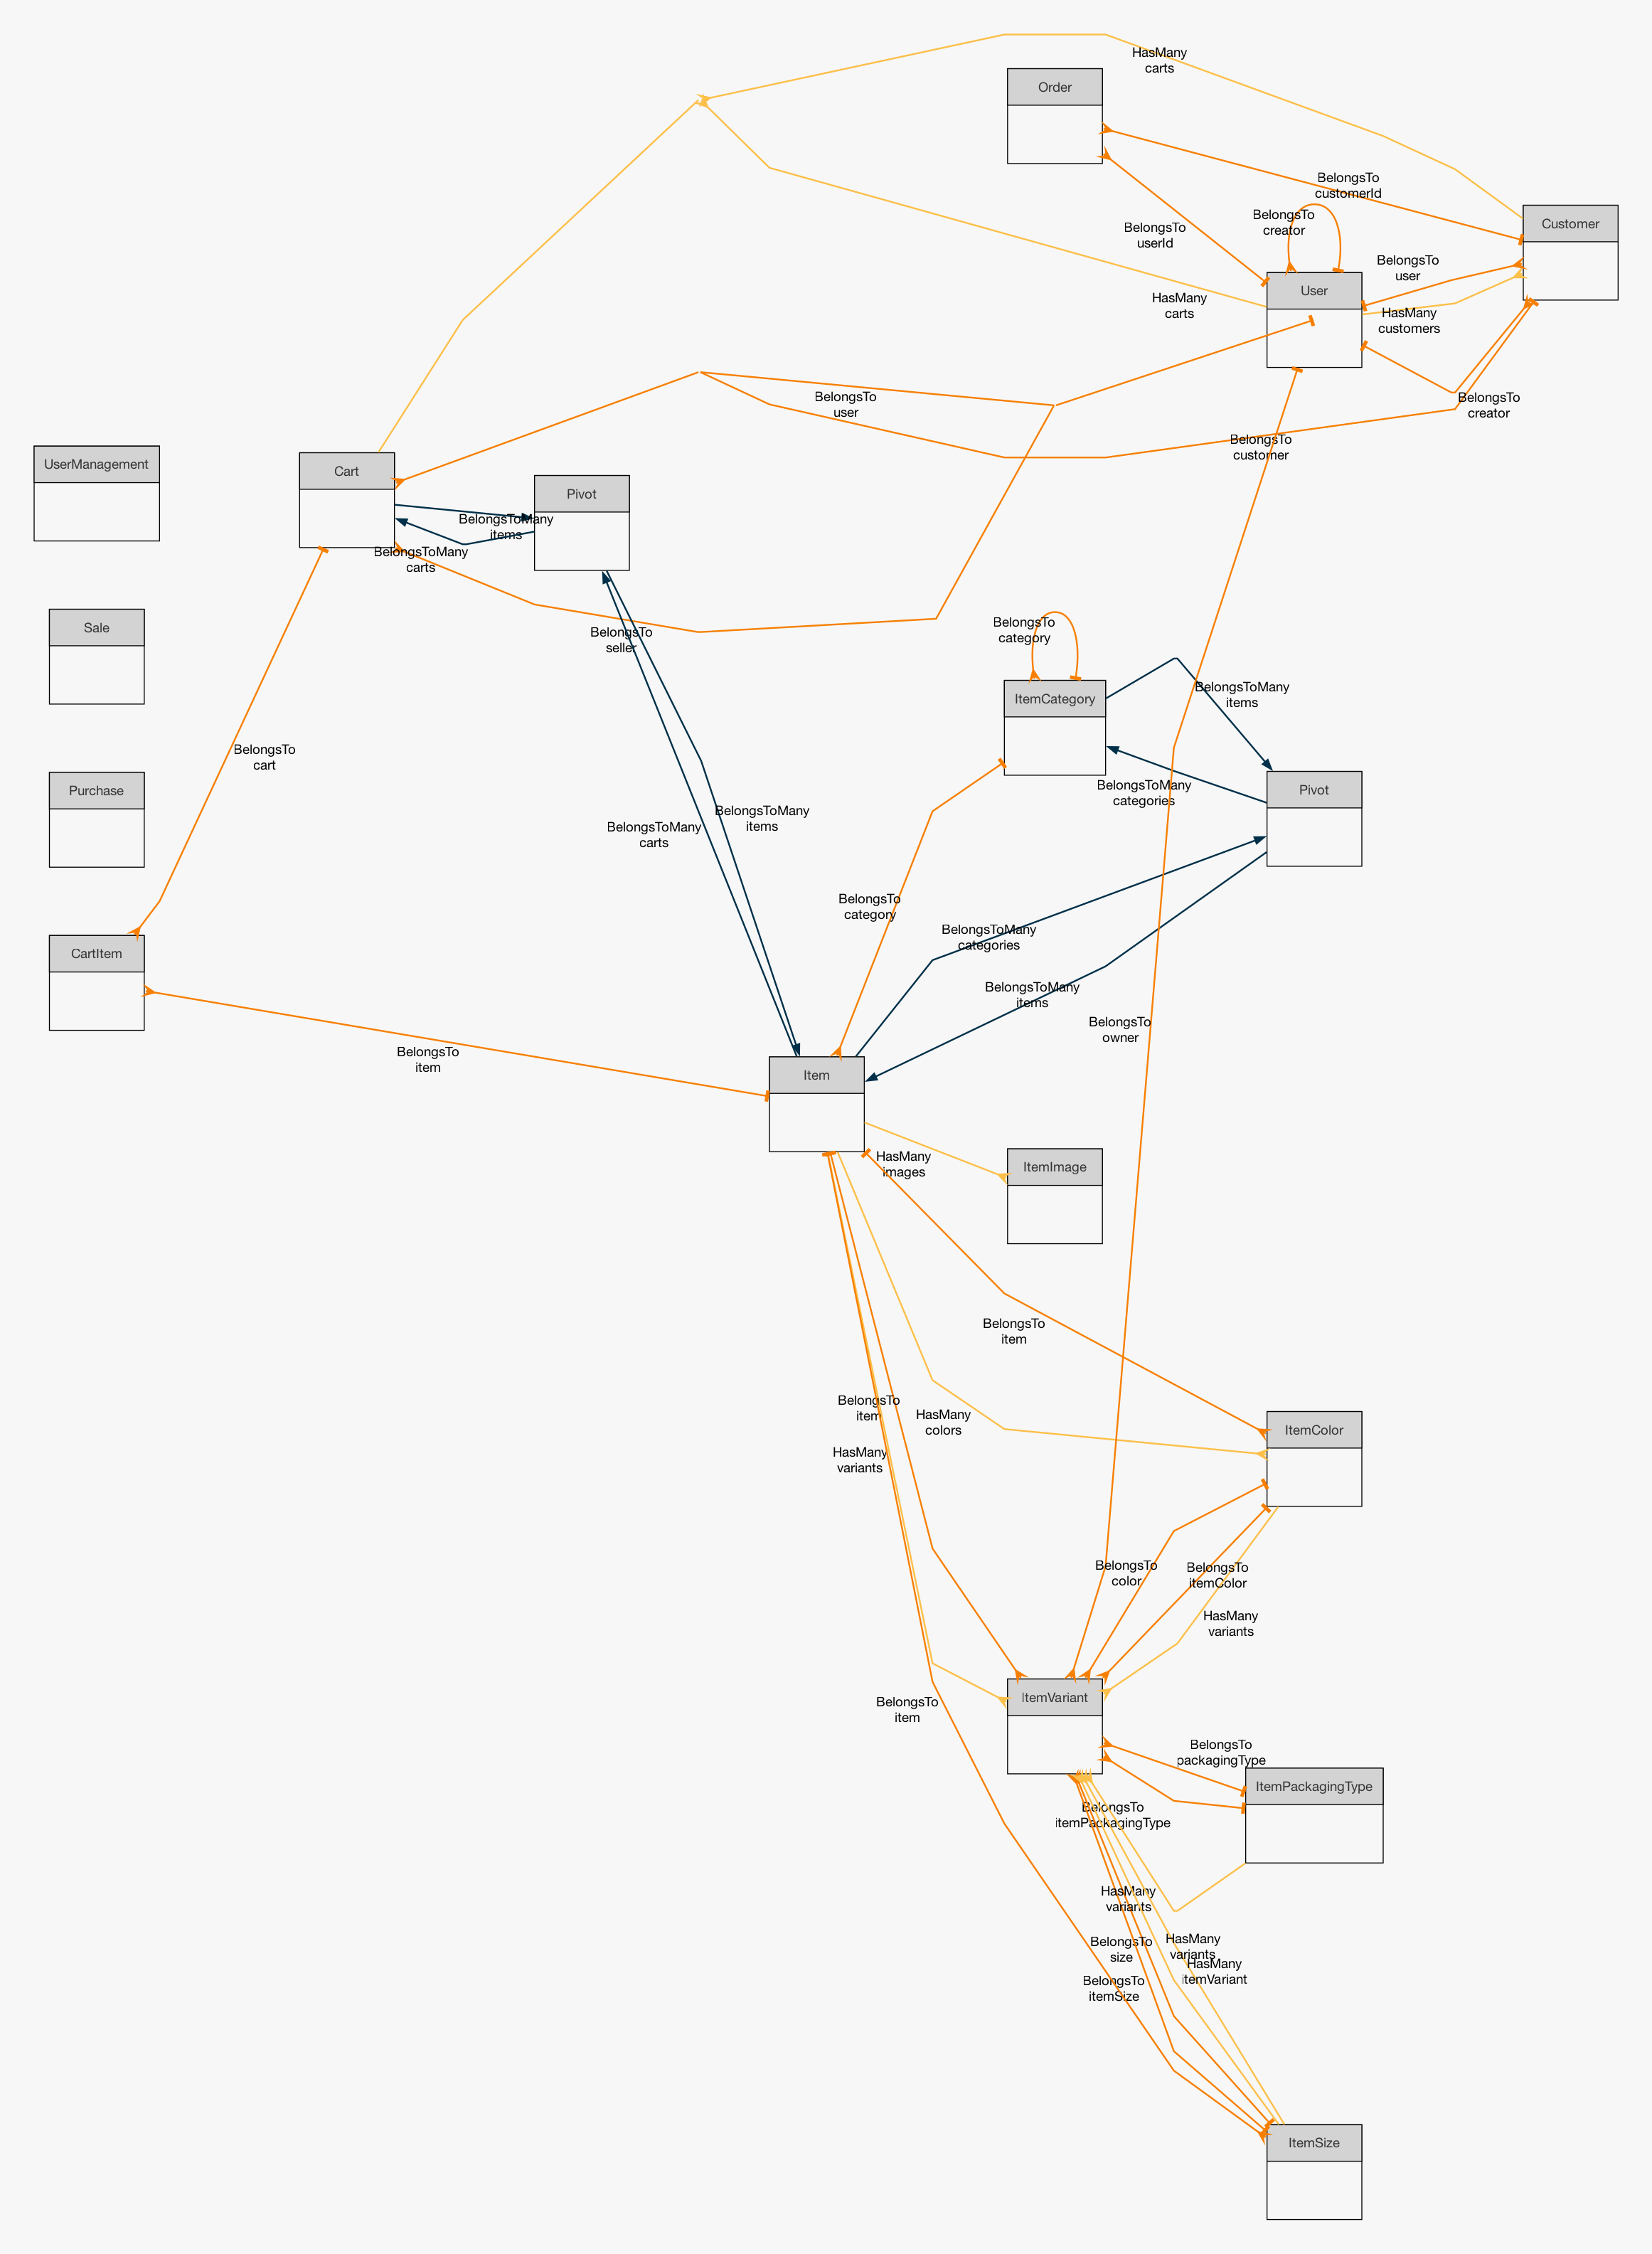 HasMany
carts
Order
BelongsTo
customerId
Customer
BelongsTo
creator
BelongsTo
userId
BelongsTo
user
User
HasMany
carts
HasMany
customers
BelongsTo
user
BelongsTo
creator
BelongsTo
customer
UserManagement
Cart
Pivot
BelongsToMany
items
BelongsToMany
carts
Sale
BelongsTo
seller
BelongsTo
category
ItemCategory
BelongsToMany
items
BelongsTo
cart
Purchase
BelongsToMany
categories
Pivot
BelongsToMany
items
BelongsToMany
carts
BelongsTo
category
BelongsToMany
categories
CartItem
BelongsToMany
items
BelongsTo
owner
BelongsTo
item
Item
HasMany
images
ItemImage
BelongsTo
item
BelongsTo
item
HasMany
colors
ItemColor
HasMany
variants
BelongsTo
color
BelongsTo
itemColor
HasMany
variants
BelongsTo
item
ItemVariant
BelongsTo
packagingType
ItemPackagingType
BelongsTo
itemPackagingType
HasMany
variants
BelongsTo
size
HasMany
variants
HasMany
itemVariant
BelongsTo
itemSize
ItemSize